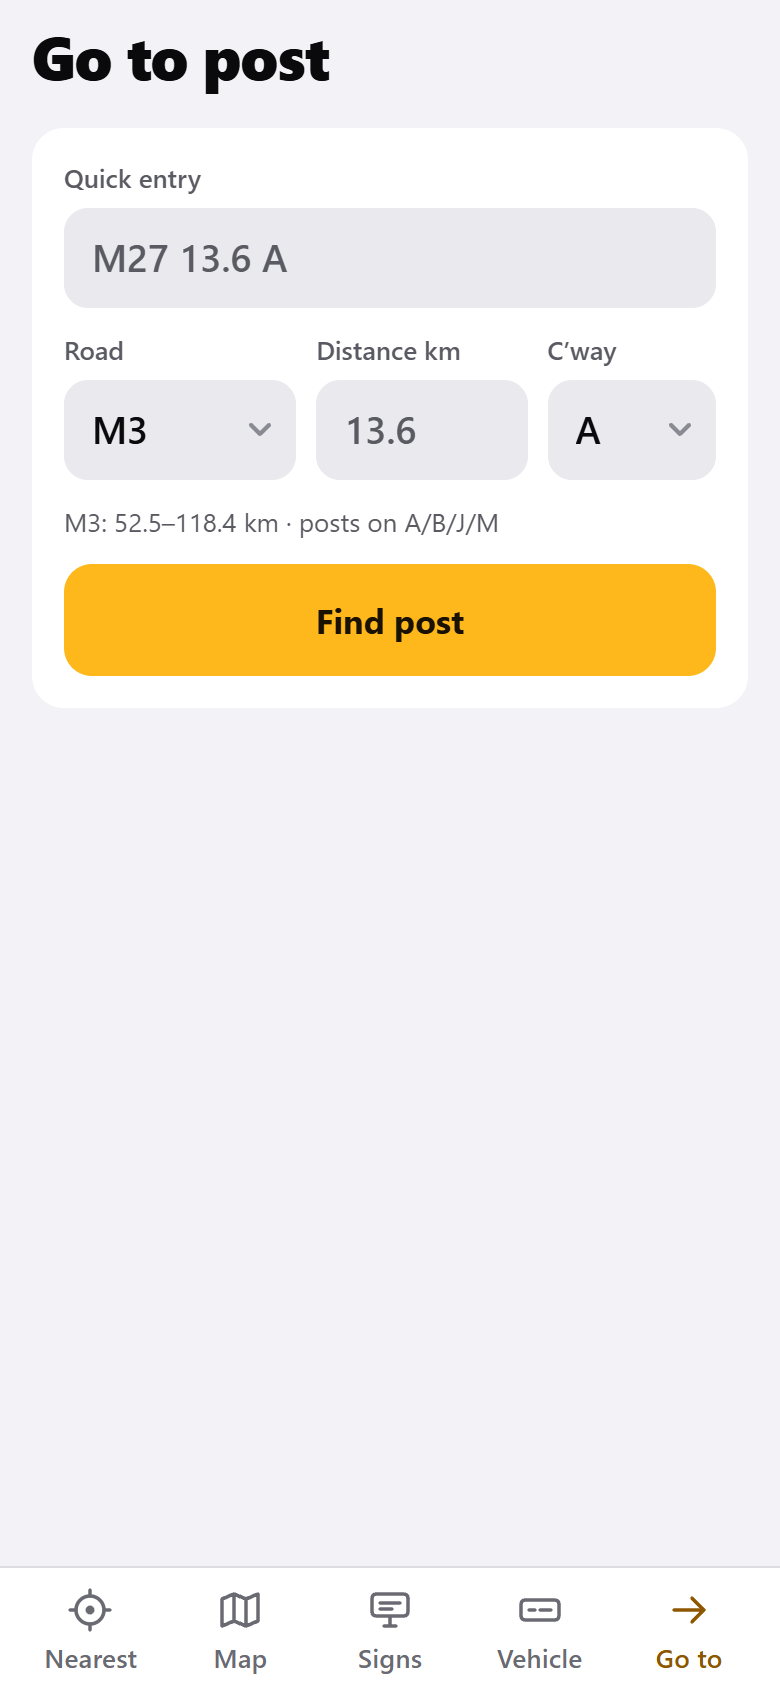 Go to post
Quick entry
M27 13.6 A
Road Distance km C’way
M3 13.6 A
M3: 52.5–118.4 km · posts on A/B/J/M
Find post
Nearest Map Signs Vehicle Go to